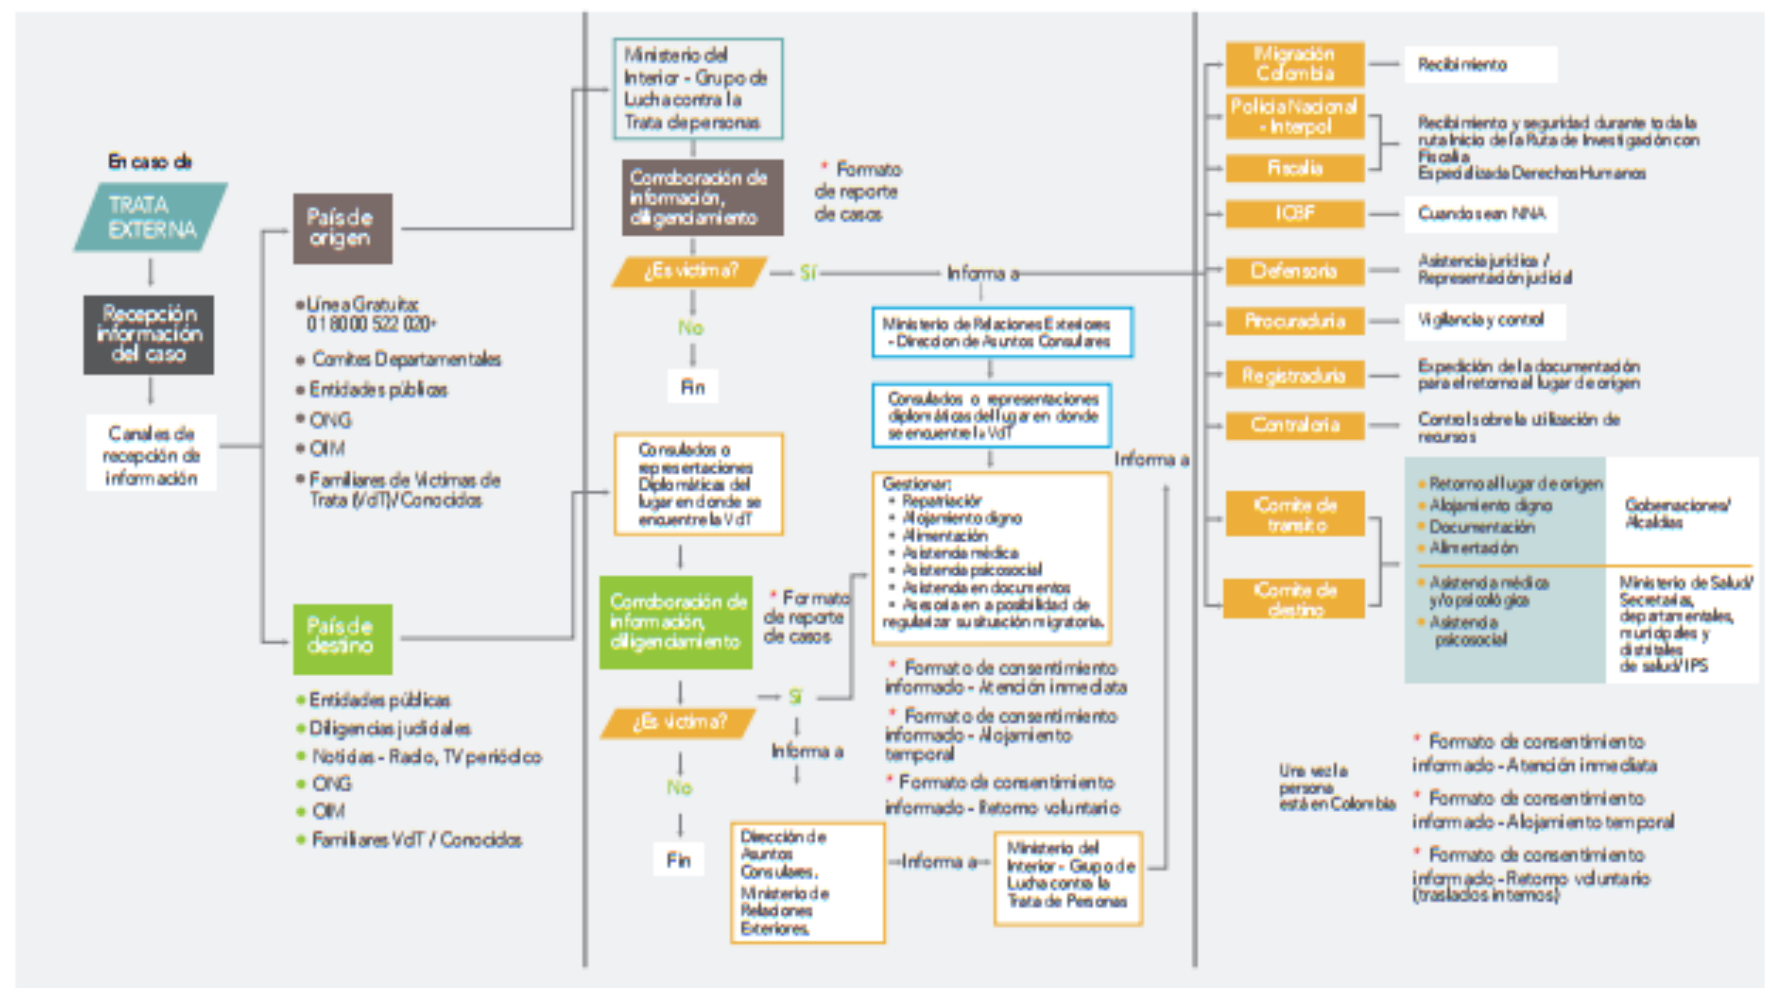 En caso de
TRATA
EXTERNA
Recepción
información
del caso
Canales de
recepción de
información
País de
origen
• Línea Gratuita:
01 8000 522 020*
• Comites Departamentales
• Entidades públicas
• ONG
• OIM
• Familiares de Victimas de
Trata (VdT)/ Conocidos
País de
destino
• Entidades públicas
• Diligencias judidales
• Noticias - Radio, TV periódico
• ONG
• OIM
• Familiares VdT / Conocidos
Ministerio del
Interior - Grupo de
Lucha contra la
Trata de personas
Corroboración de
información,
diligenciamiento
* Formato
de reporte
de casos
¿Es victima?
Sí
Informa a
No
Fin
Consulados o
representaciones
Diplomáticas del
lugar en donde se
encuentre la VdT
Corroboración de
información,
diligenciamiento
* Formato
de reporte
de casos
¿Es victima?
Sí
Informa a
No
Fin
Ministerio de Relaciones Exteriores
- Direccion de Asuntos Consulares
Consulados o representaciones
diplomáticas del lugar en donde
se encuentre la VdT
Gestionar:
• Repatriación
• Alojamiento digno
• Alimentación
• Asistencia médica
• Asistencia psicosocial
• Asistencia en documentos
• Asesoría en a posibilidad de
regularizar su situación migratoria.
* Formato de consentimiento
informado - Atención inmediata
* Formato de consentimiento
informado - Alojamiento
temporal
* Formato de consentimiento
informado - Retorno voluntario
Dirección de
Asuntos
Consulares.
Ministerio de
Relaciones
Exteriores.
Informa a
Ministerio del
Interior - Grupo de
Lucha contra la
Trata de Personas
Informa a
Migración
Colombia
Recibimiento
Policia Nacional
- Interpol
Fiscalia
Recibimiento y seguridad durante toda la
ruta Inicio de la Ruta de Investigación con
Fiscalia
Especializada Derechos Humanos
ICBF
Cuando sean NNA
Defensoria
Asistencia jurídica /
Representación judicial
Procuraduria
Vigilancia y control
Registraduria
Expedición de la documentación
para el retorno al lugar de origen
Contraloria
Control sobre la utilización de
recursos
*Comite de
transito
*Comite de
destino
• Retorno al lugar de origen
• Alojamiento digno
• Documentación
• Alimentación
Gobernaciones/
Alcaldias
• Asistencia médica
y/o psicológica
• Asistencia
psicosocial
Ministerio de Salud/
Secretarias,
departamentales,
municipales y
distritales
de salud/ IPS
Una vez la
persona
está en Colombia
* Formato de consentimiento
informado - Atención inmediata
* Formato de consentimiento
informado - Alojamiento temporal
* Formato de consentimiento
informado - Retorno voluntario
(traslados internos)